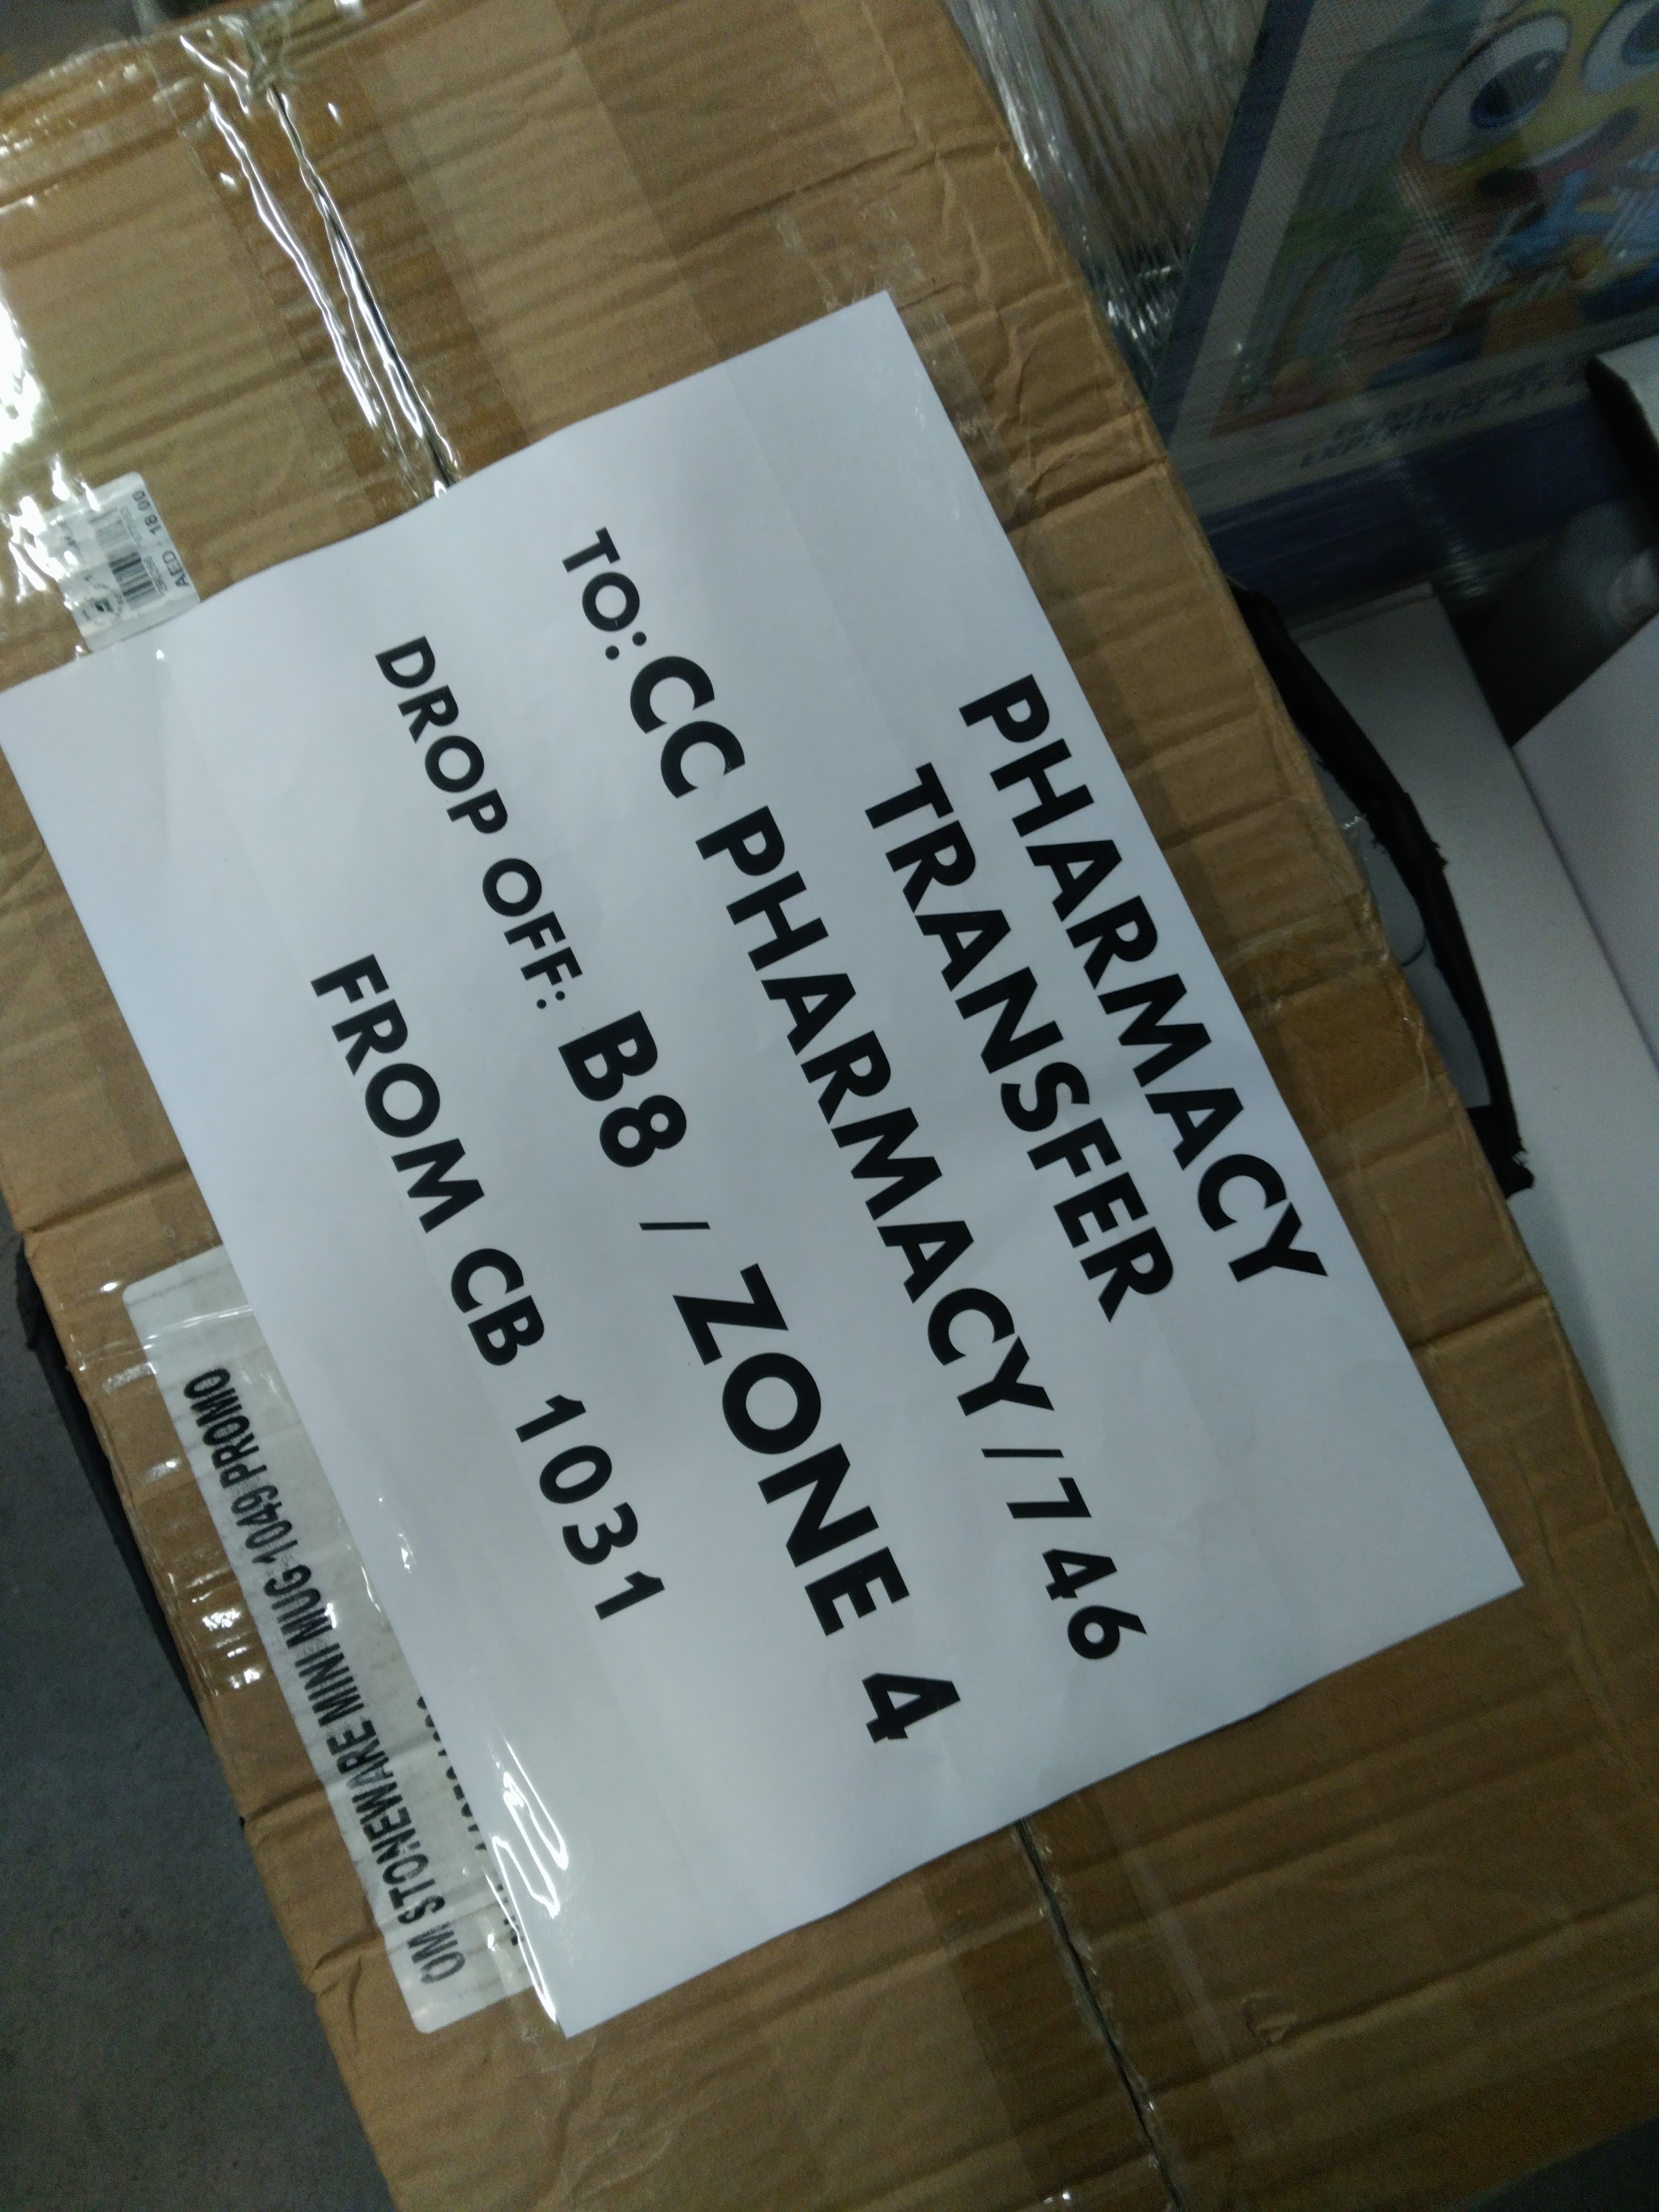 PHARMACY
TRANSFER
TO:CC PHARMACY/746
DROP OFF: B8 / ZONE 4
FROM CB 1031
OM STONEWARE MINI MUG 1049 PROMO
AED 18.00